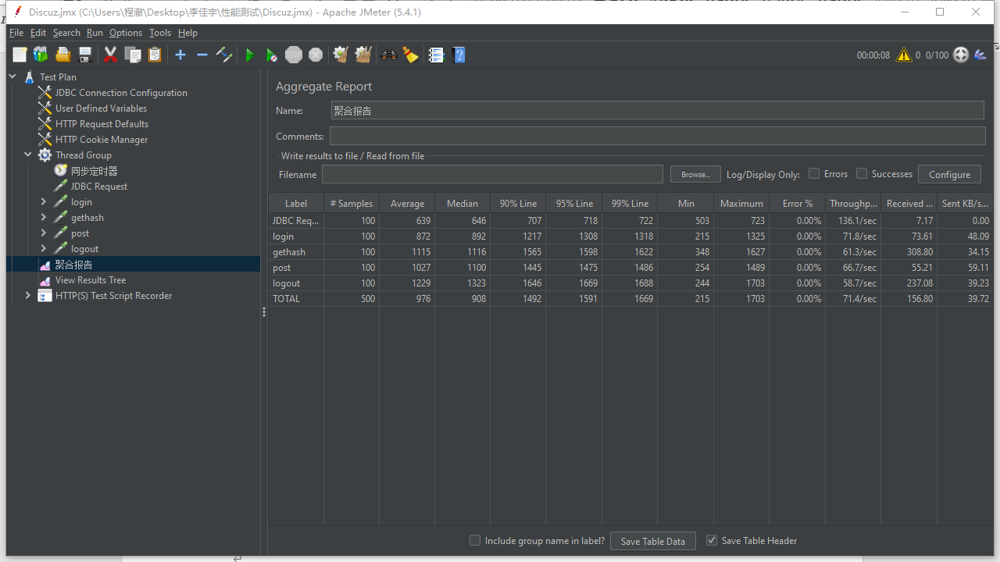 Discuz.jmx (C:\Users\程澈\Desktop\李佳宇\性能测试\Discuz.jmx) - Apache JMeter (5.4.1)
File Edit Search Run Options Tools Help
00:00:08 0 0/100
Test Plan
JDBC Connection Configuration
User Defined Variables
HTTP Request Defaults
HTTP Cookie Manager
Thread Group
同步定时器
JDBC Request
login
gethash
post
logout
聚合报告
View Results Tree
HTTP(S) Test Script Recorder
Aggregate Report
Name: 聚合报告
Comments:
Write results to file / Read from file
Filename Browse... Log/Display Only: Errors Successes Configure
Label # Samples Average Median 90% Line 95% Line 99% Line Min Maximum Error % Throughp... Received ... Sent KB/s...
JDBC Req... 100 639 646 707 718 722 503 723 0.00% 136.1/sec 7.17 0.00
login 100 872 892 1217 1308 1318 215 1325 0.00% 71.8/sec 73.61 48.09
gethash 100 1115 1116 1565 1598 1622 348 1627 0.00% 61.3/sec 308.80 34.15
post 100 1027 1100 1445 1475 1486 254 1489 0.00% 66.7/sec 55.21 59.11
logout 100 1229 1323 1646 1669 1688 244 1703 0.00% 58.7/sec 237.08 39.23
TOTAL 500 976 908 1492 1591 1669 215 1703 0.00% 71.4/sec 156.80 39.72
Include group name in label? Save Table Data Save Table Header